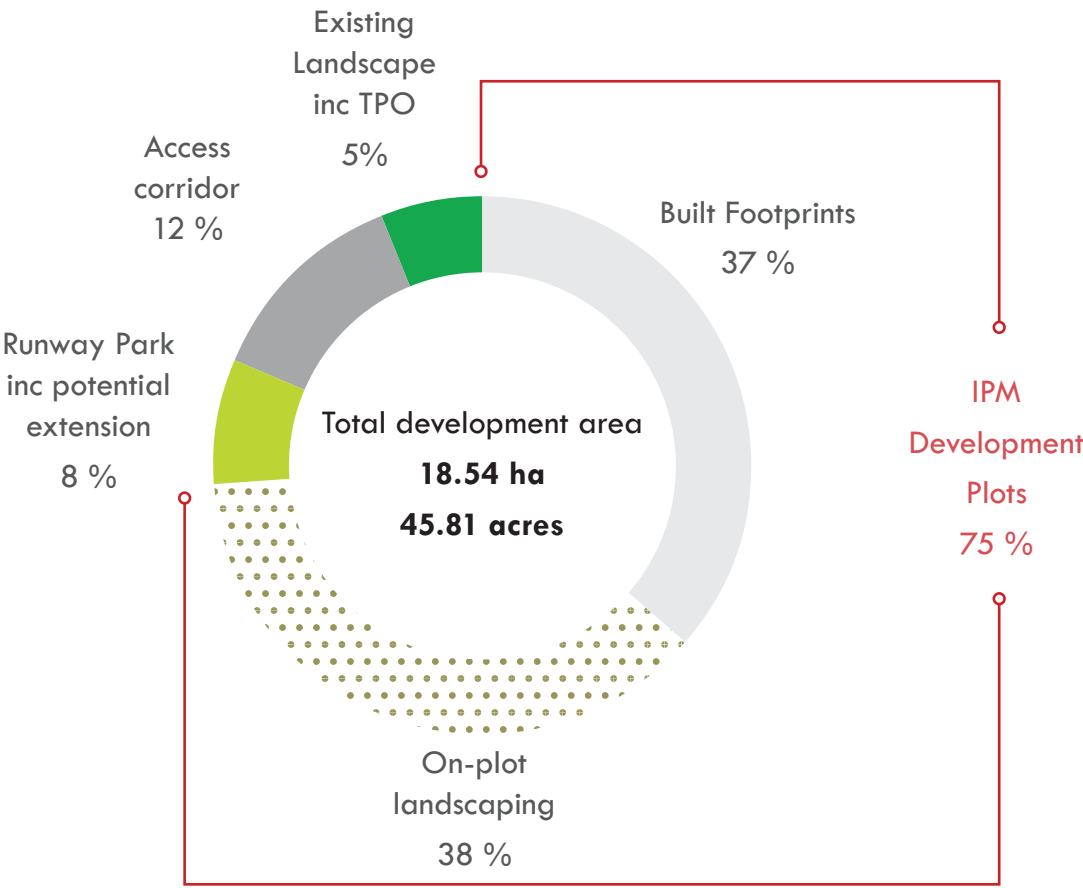 Existing
Landscape
inc TPO
5%
Access
corridor
12 %
Built Footprints
37 %
Runway Park
inc potential
extension
8 %
Total development area
18.54 ha
45.81 acres
IPM
Development
Plots
75 %
On-plot
landscaping
38 %